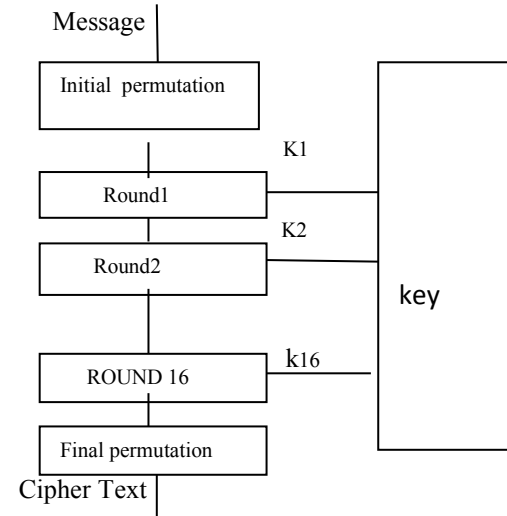 Message
Initial permutation
K1
Round1
K2
Round2
key
k16
ROUND 16
Final permutation
Cipher Text